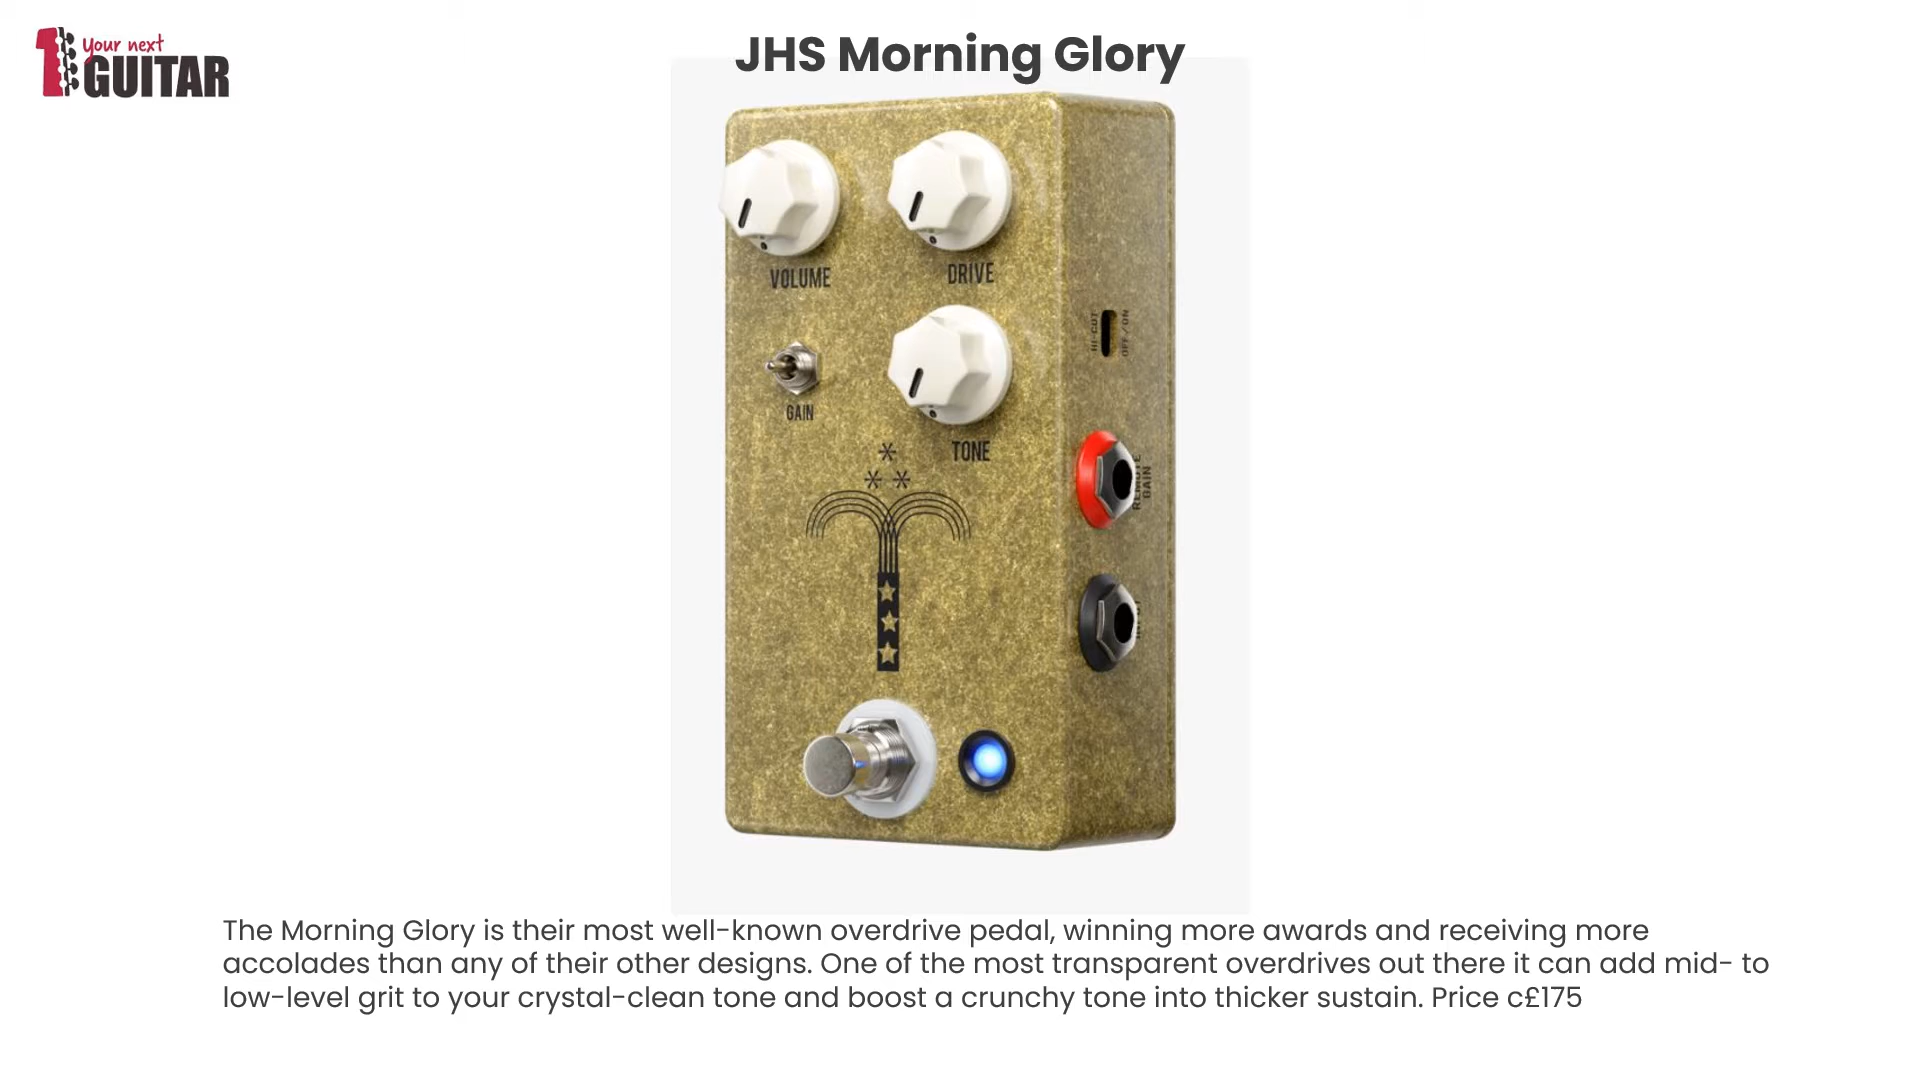 Your next
1 GUITAR
JHS Morning Glory
VOLUME
DRIVE
GAIN
TONE
HI-CUT
OFF/ON
REMOTE
GAIN
The Morning Glory is their most well-known overdrive pedal, winning more awards and receiving more
accolades than any of their other designs. One of the most transparent overdrives out there it can add mid- to
low-level grit to your crystal-clean tone and boost a crunchy tone into thicker sustain. Price c£175